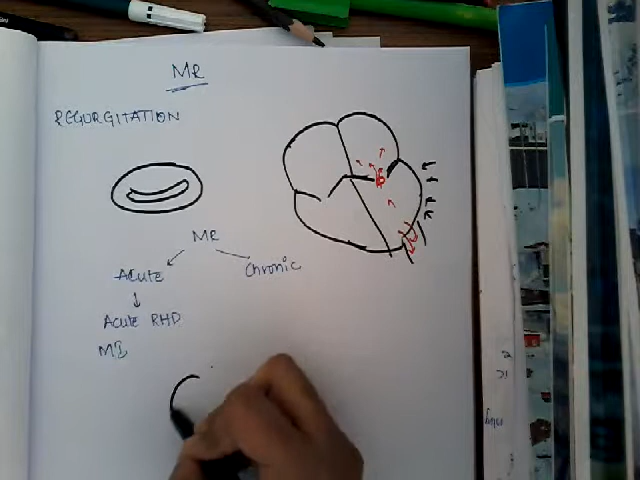 MR
REGURGITATION
MR
Acute Chronic
Acute RHD
MI